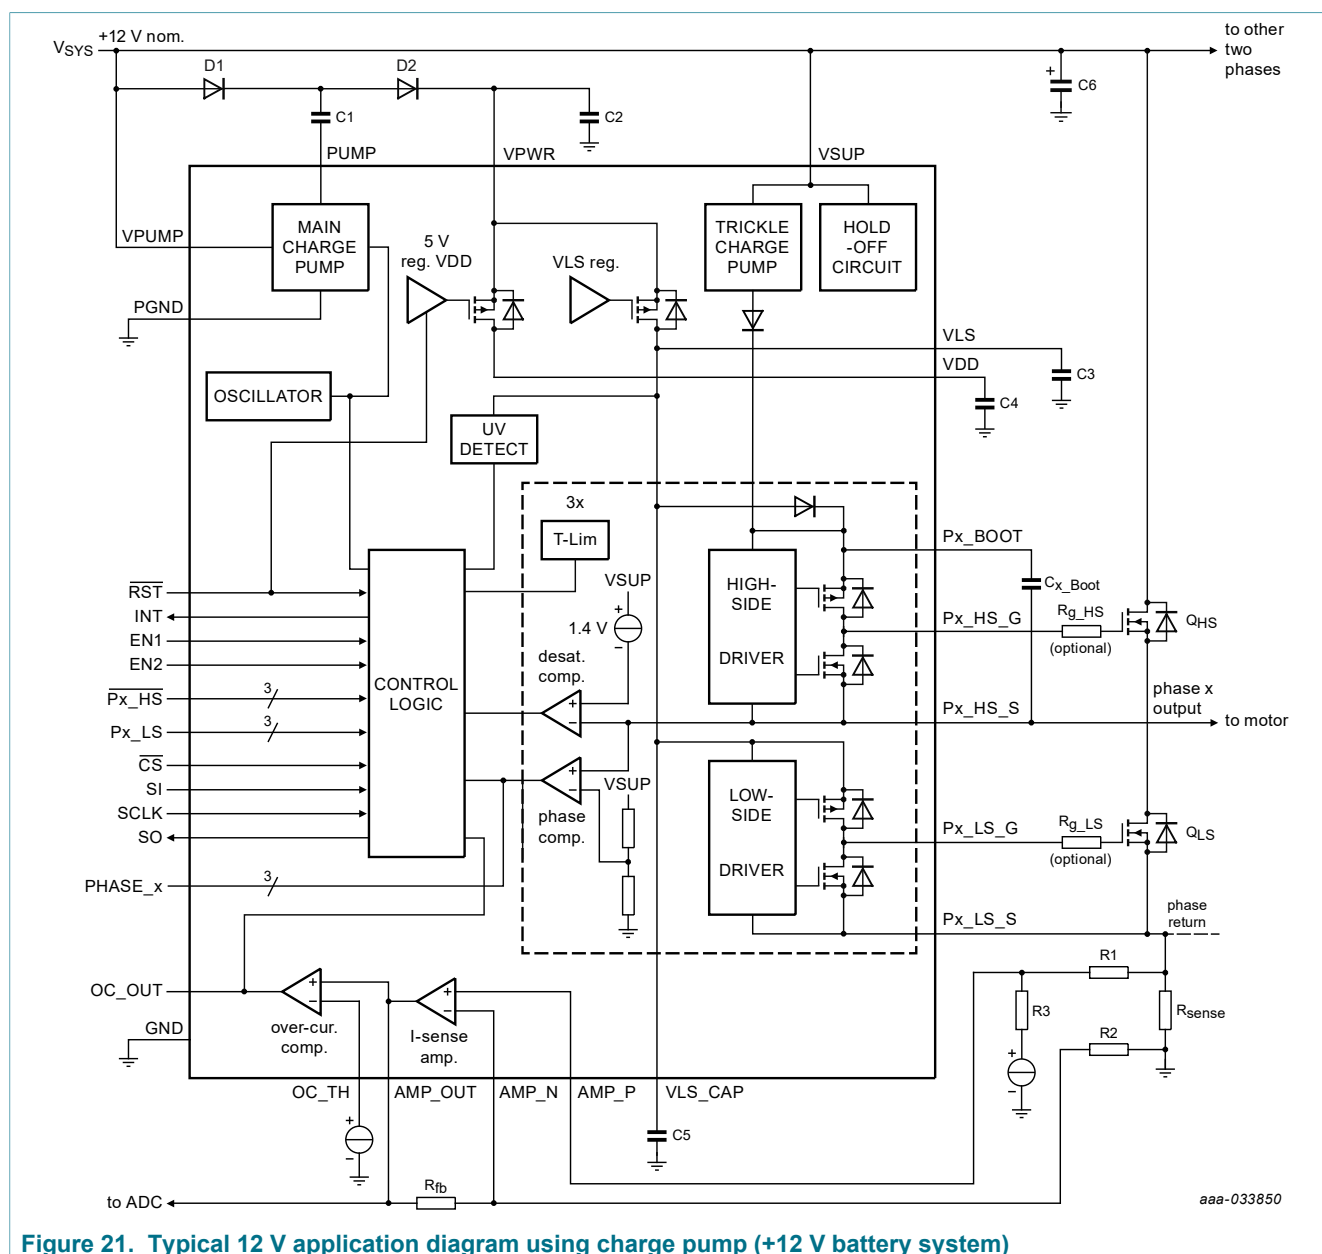 +12 V nom.
VSYS
to other
two
phases
D1
D2
C6
C1
C2
PUMP
VPWR
VSUP
MAIN
CHARGE
PUMP
VPUMP
5 V
reg. VDD
VLS reg.
TRICKLE
CHARGE
PUMP
HOLD
-OFF
CIRCUIT
PGND
VLS
VDD
C3
C4
OSCILLATOR
UV
DETECT
3x
T-Lim
Px_BOOT
Cx_Boot
VSUP
+
1.4 V
−
HIGH-
SIDE
DRIVER
Px_HS_G
Rg_HS
(optional)
QHS
RST
INT
EN1
EN2
Px_HS
3
Px_LS
3
CS
SI
SCLK
SO
CONTROL
LOGIC
desat.
comp.
+
−
Px_HS_S
phase x
output
to motor
+
−
phase
comp.
VSUP
LOW-
SIDE
DRIVER
Px_LS_G
Rg_LS
(optional)
QLS
PHASE_x
3
Px_LS_S
phase
return
OC_OUT
+
−
over-cur.
comp.
+
−
I-sense
amp.
R1
R3
Rsense
R2
+
−
GND
OC_TH
AMP_OUT
AMP_N
AMP_P
VLS_CAP
+
−
C5
Rfb
to ADC
aaa-033850
Figure 21. Typical 12 V application diagram using charge pump (+12 V battery system)